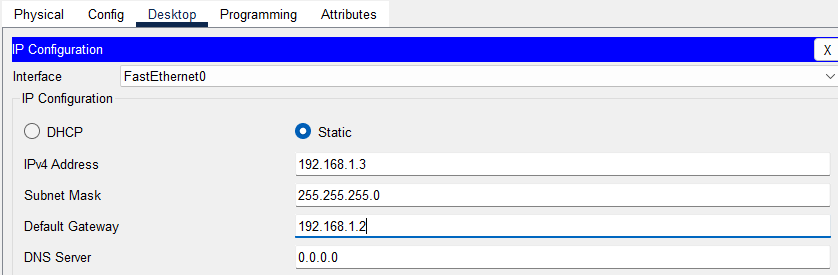 Physical Config Desktop Programming Attributes
IP Configuration X
Interface FastEthernet0
IP Configuration
DHCP Static
IPv4 Address 192.168.1.3
Subnet Mask 255.255.255.0
Default Gateway 192.168.1.2
DNS Server 0.0.0.0